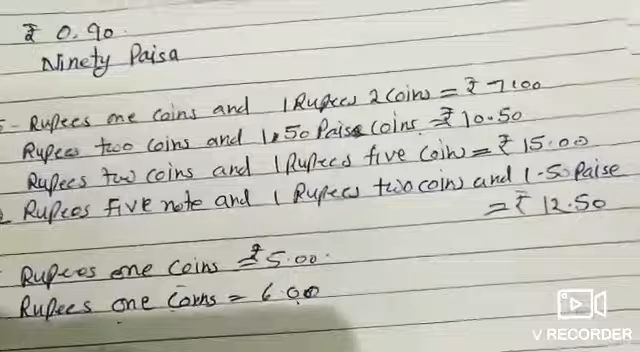 ₹ 0.90.
Ninety Paisa
5- Rupees one coins and 1 Rupees 2 coins = ₹ 7.00
Rupees two coins and 1.50 Paise coins = ₹ 10.50
Rupees two coins and 1 Rupees five coin = ₹ 15.00
2 Rupees five note and 1 Rupees two coins and 1-50 Paise
= ₹ 12.50
Rupees one coins = ₹ 5.00.
Rupees one coins = 6.00
V RECORDER